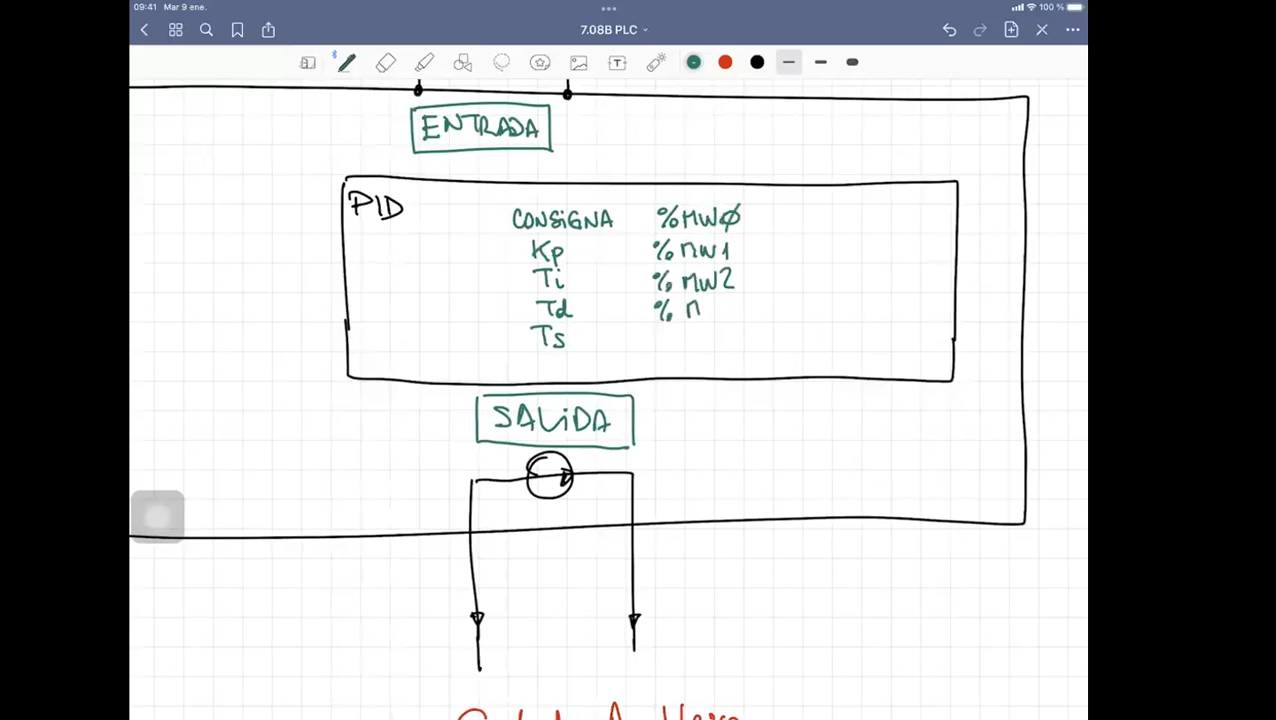 09:41 Mar 9 ene.
100 %
7.08B PLC
ENTRADA
PID
CONSIGNA %MWØ
Kp %MW1
Ti %MW2
Td %M
Ts
SALIDA